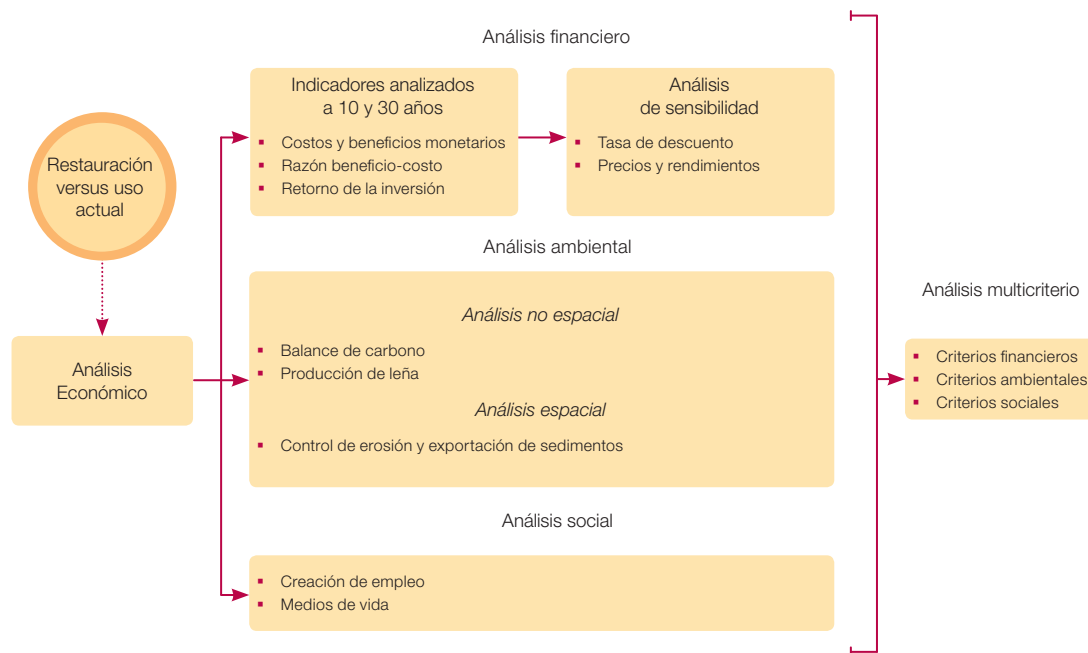 Restauración
versus uso
actual
Análisis
Económico
Análisis financiero
Indicadores analizados
a 10 y 30 años
▪ Costos y beneficios monetarios
▪ Razón beneficio-costo
▪ Retorno de la inversión
Análisis
de sensibilidad
▪ Tasa de descuento
▪ Precios y rendimientos
Análisis ambiental
Análisis no espacial
▪ Balance de carbono
▪ Producción de leña
Análisis espacial
▪ Control de erosión y exportación de sedimentos
Análisis social
▪ Creación de empleo
▪ Medios de vida
Análisis multicriterio
▪ Criterios financieros
▪ Criterios ambientales
▪ Criterios sociales